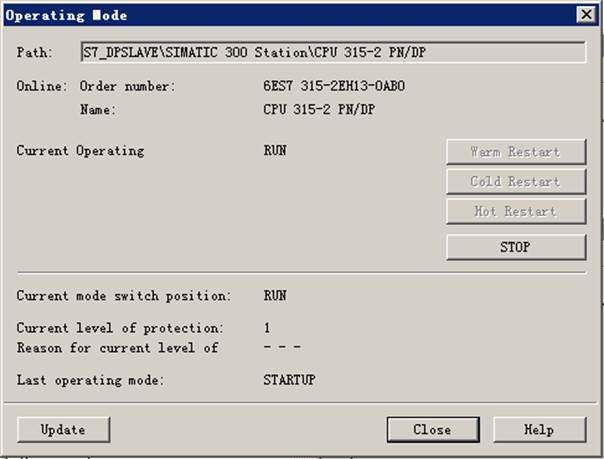 Operating Mode
Path: S7_DPSLAVE\SIMATIC 300 Station\CPU 315-2 PN/DP
Online: Order number: 6ES7 315-2EH13-0AB0
Name: CPU 315-2 PN/DP
Current Operating RUN
Warm Restart
Cold Restart
Hot Restart
STOP
Current mode switch position: RUN
Current level of protection: 1
Reason for current level of - - -
Last operating mode: STARTUP
Update Close Help